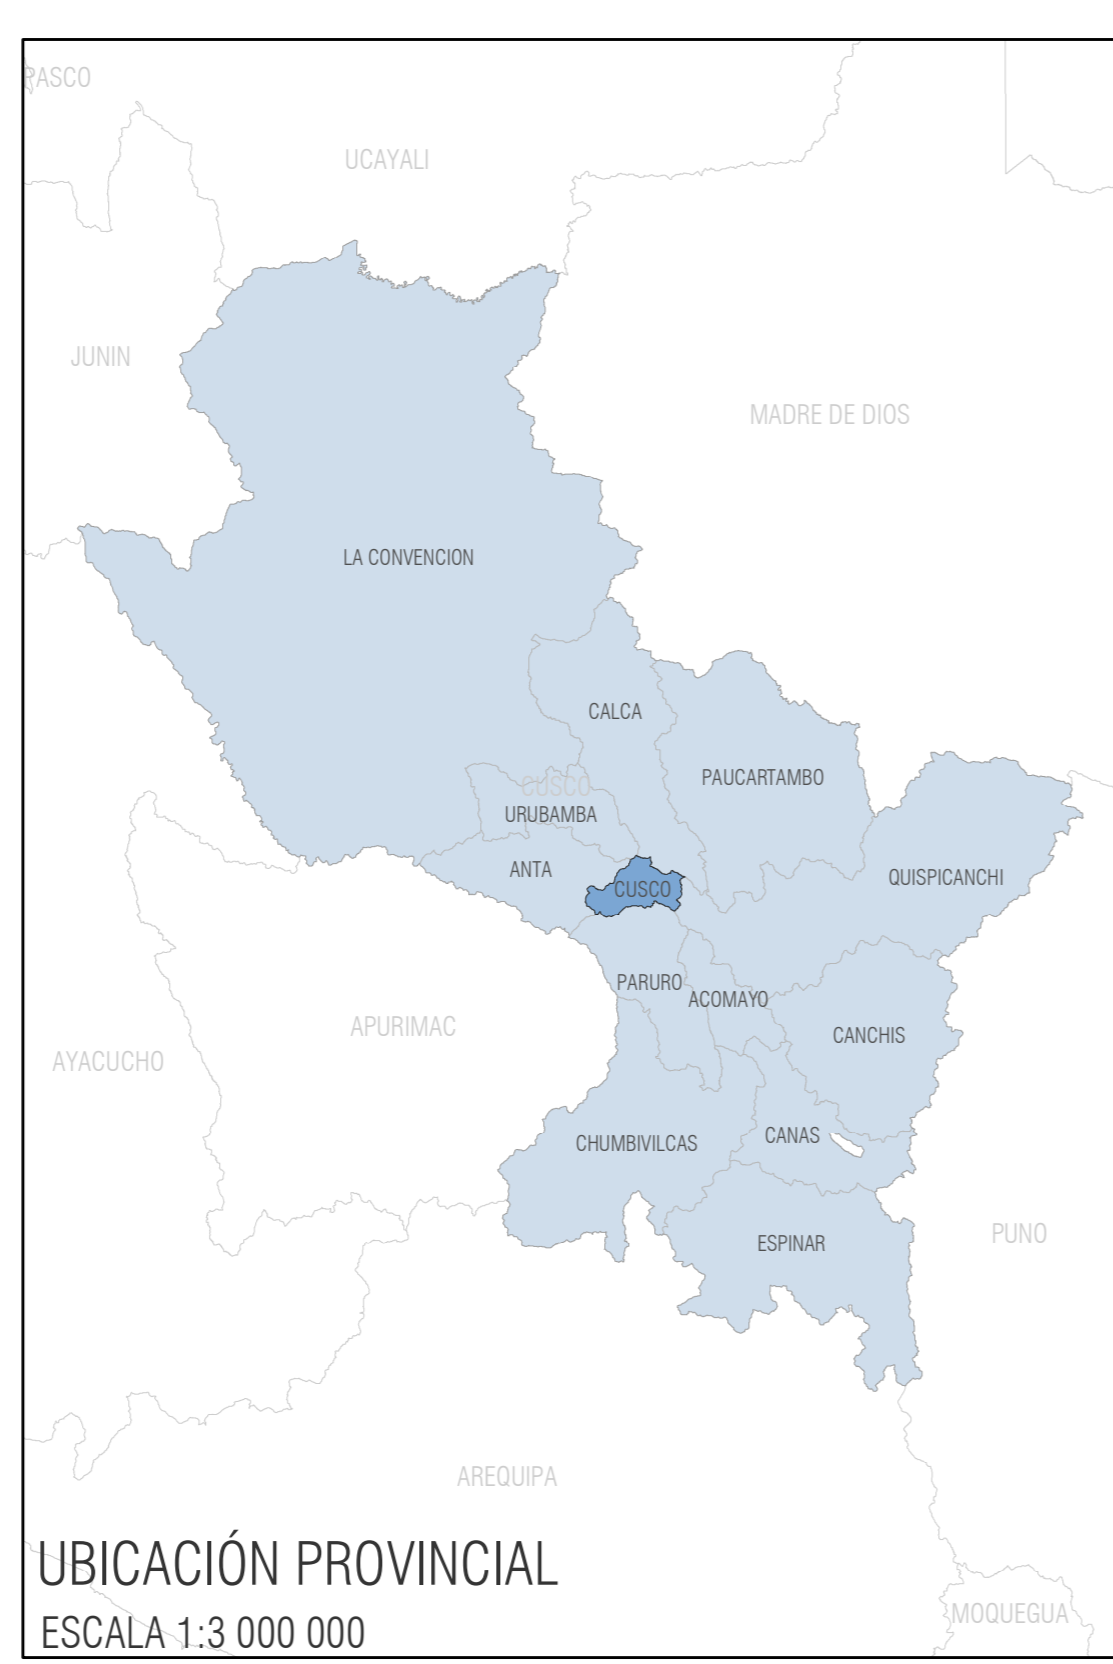 RASCO
UCAYALI
JUNIN
MADRE DE DIOS
LA CONVENCION
CALCA
PAUCARTAMBO
CUSCO
URUBAMBA
ANTA
QUISPICANCHI
CUSCO
PARURO
ACOMAYO
APURIMAC
CANCHIS
AYACUCHO
CHUMBIVILCAS
CANAS
PUNO
ESPINAR
AREQUIPA
UBICACIÓN PROVINCIAL
MOQUEGUA
ESCALA 1:3 000 000